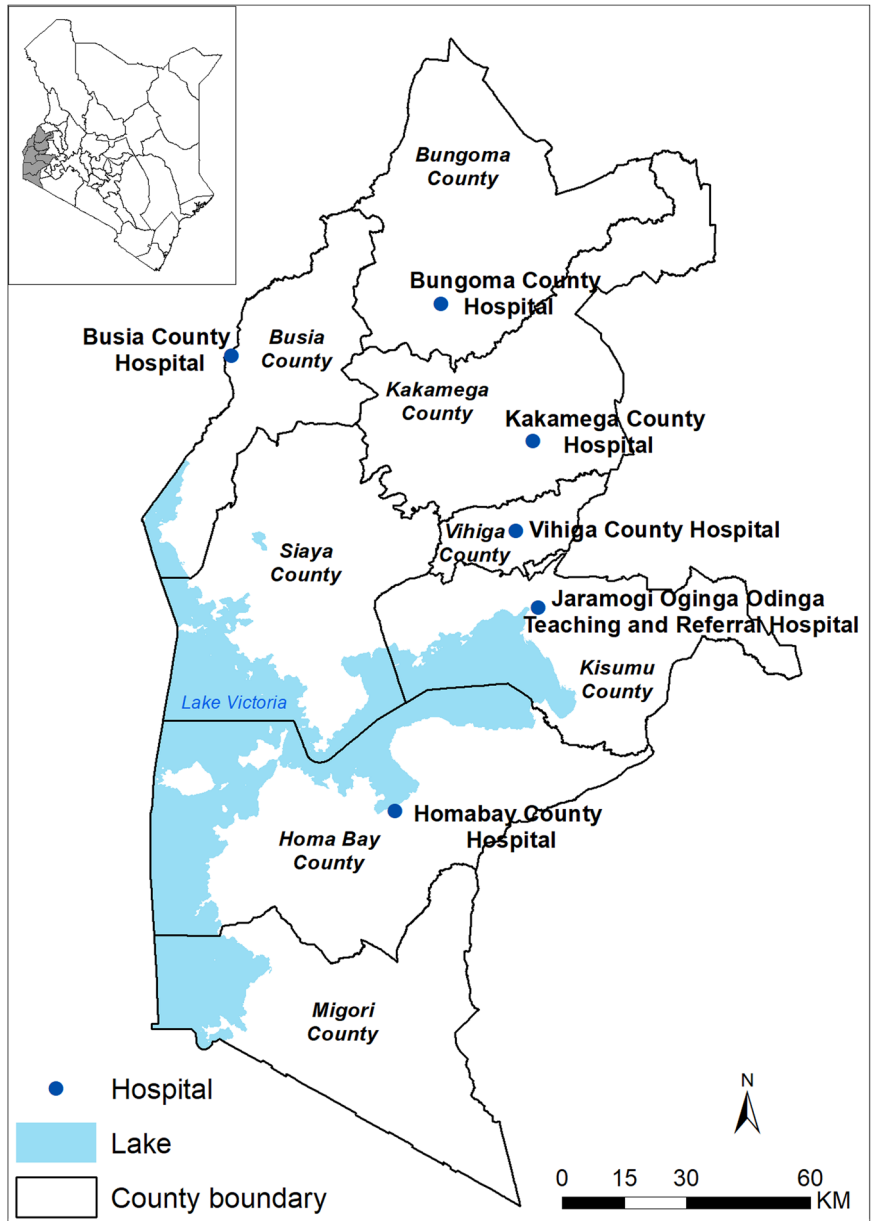 Bungoma
County
Bungoma County
Hospital
Busia County
Hospital
Busia
County
Kakamega
County
Kakamega County
Hospital
Vihiga
County
Vihiga County Hospital
Siaya
County
Jaramogi Oginga Odinga
Teaching and Referral Hospital
Kisumu
County
Lake Victoria
Homabay County
Hospital
Homa Bay
County
Migori
County
Hospital
Lake
County boundary
N
0 15 30 60
KM